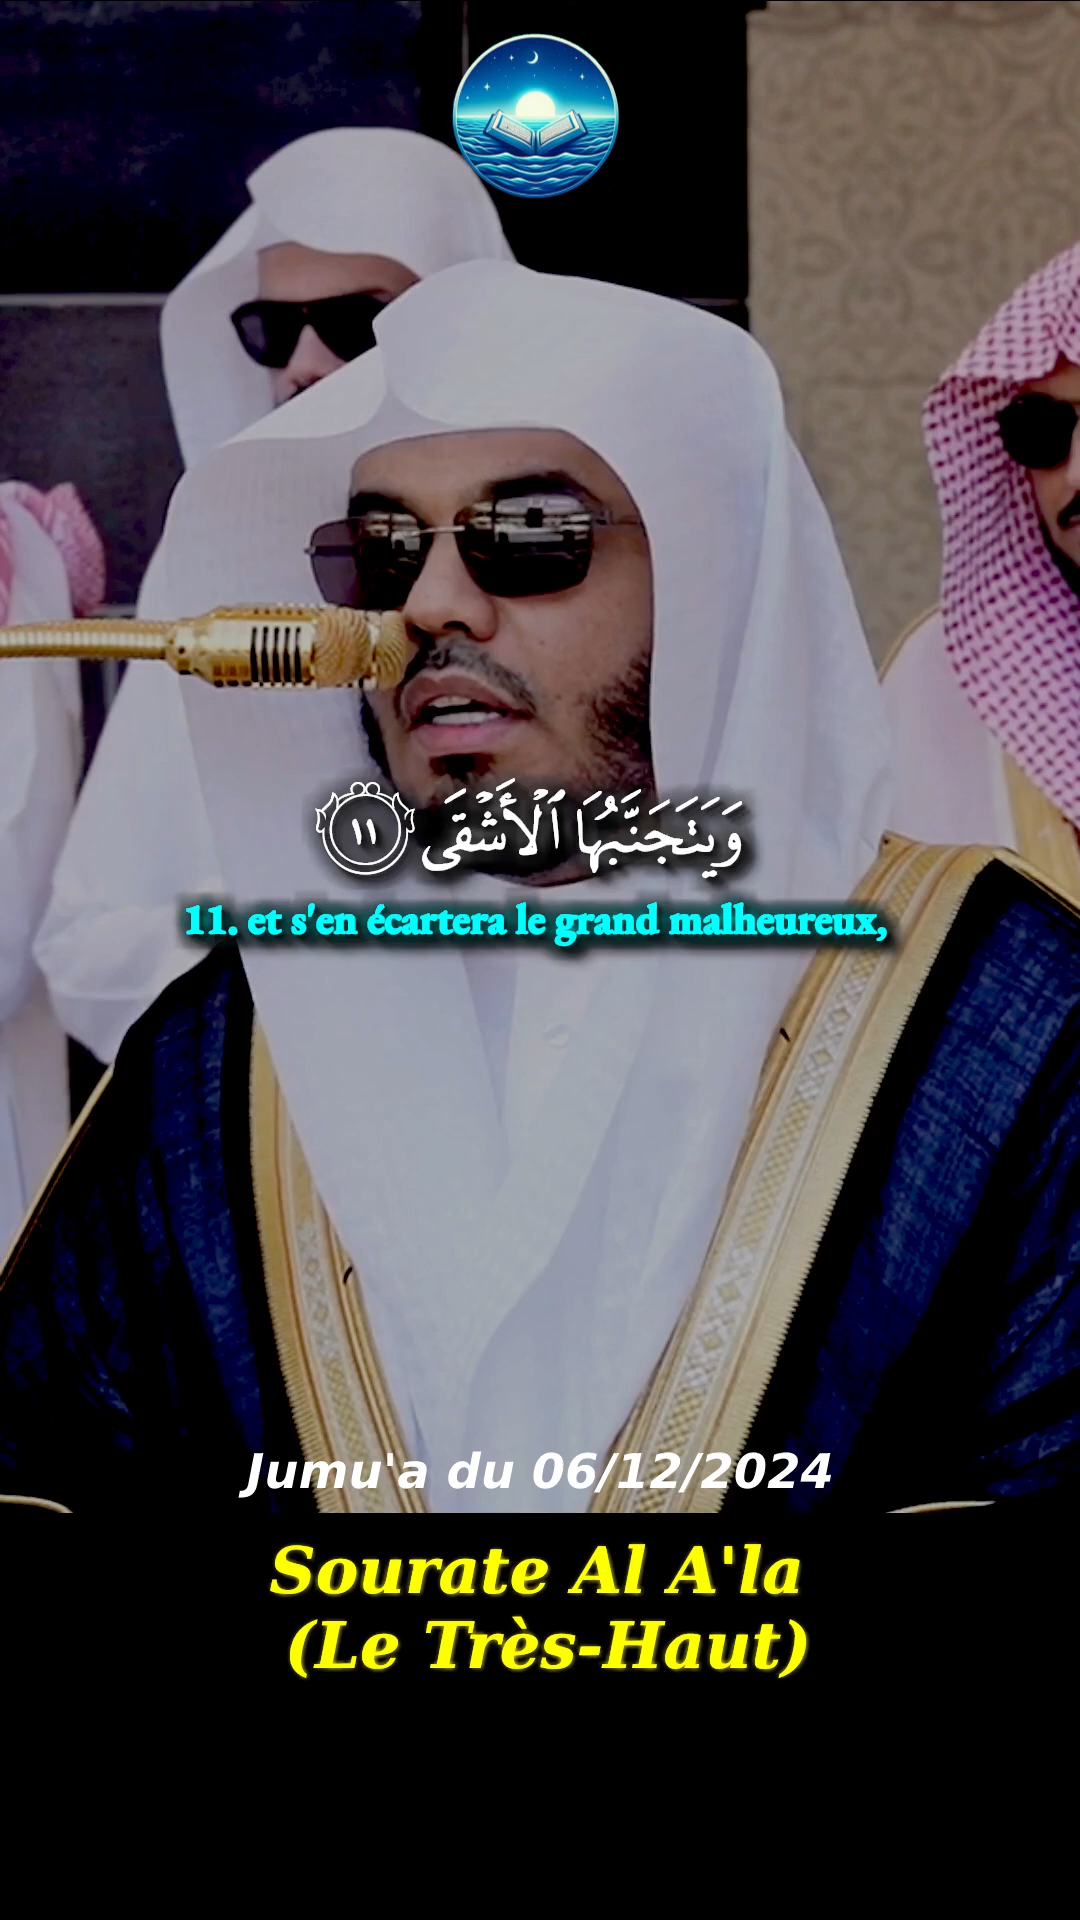 وَيَتَجَنَّبُهَا ٱلْأَشْقَى ١١
11. et s'en écartera le grand malheureux,
Jumu'a du 06/12/2024
Sourate Al A'la
(Le Très-Haut)